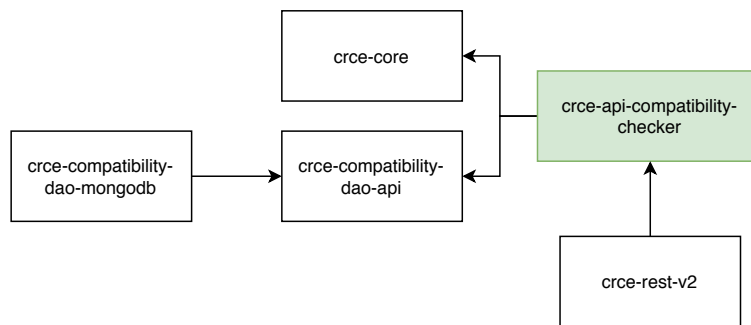 crce-core
crce-api-compatibility-
checker
crce-compatibility-
dao-mongodb
crce-compatibility-
dao-api
crce-rest-v2